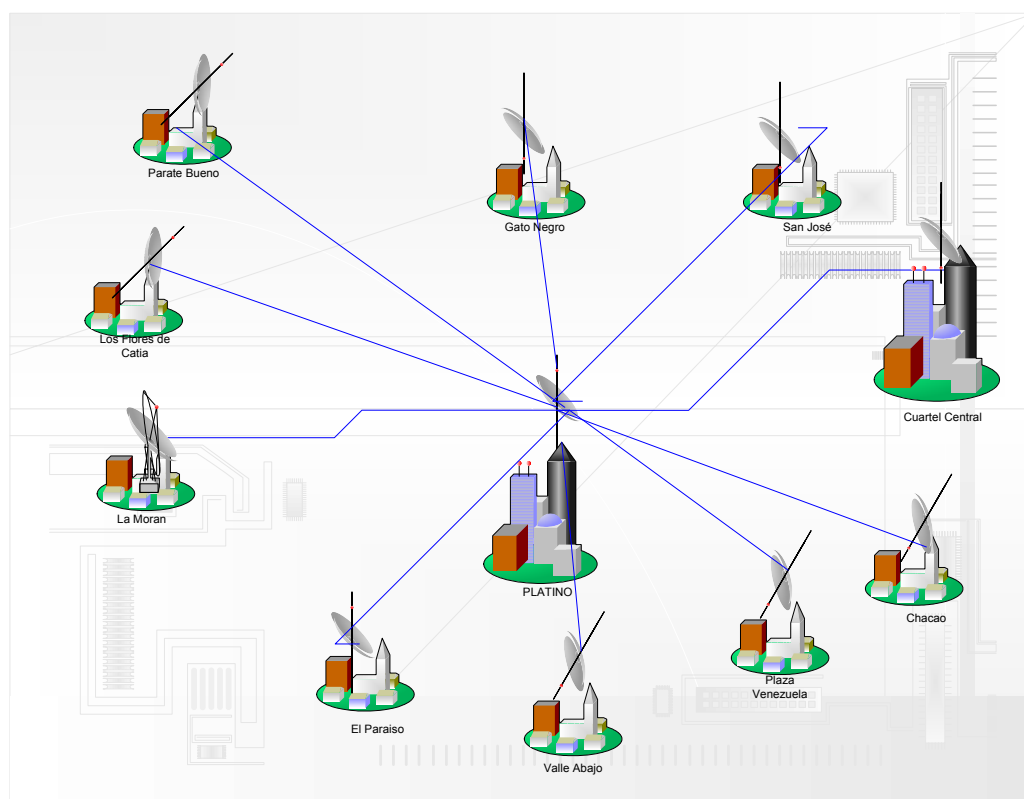 Parate Bueno
Gato Negro
San José
Los Flores de
Catia
Cuartel Central
La Moran
PLATINO
Chacao
Plaza
Venezuela
El Paraiso
Valle Abajo